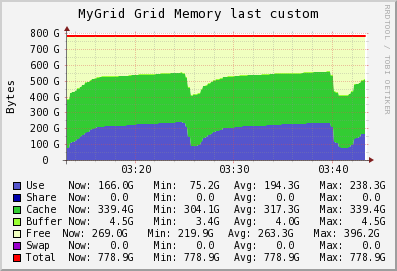 MyGrid Grid Memory last custom
RRDTOOL / TOBI OETIKER
Bytes
800 G
700 G
600 G
500 G
400 G
300 G
200 G
100 G
0
03:20 03:30 03:40
Use Now: 166.0G Min: 75.2G Avg: 194.3G Max: 238.3G
Share Now: 0.0 Min: 0.0 Avg: 0.0 Max: 0.0
Cache Now: 339.4G Min: 304.1G Avg: 317.3G Max: 339.4G
Buffer Now: 4.5G Min: 3.4G Avg: 4.0G Max: 4.5G
Free Now: 269.0G Min: 219.9G Avg: 263.3G Max: 396.2G
Swap Now: 0.0 Min: 0.0 Avg: 0.0 Max: 0.0
Total Now: 778.9G Min: 778.9G Avg: 778.9G Max: 778.9G